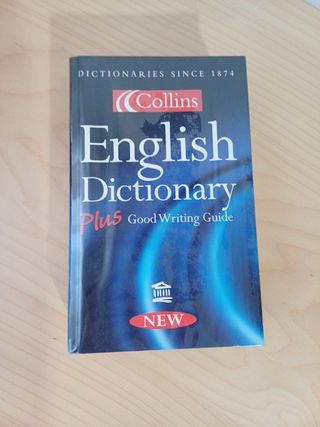 DICTIONARIES SINCE 1874
Collins
English
Dictionary
Plus Good Writing Guide
NEW